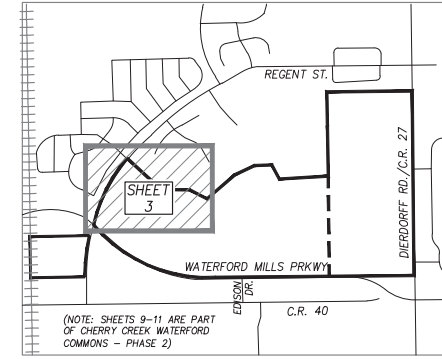 REGENT ST.
DIERDORFF RD./C.R. 27
SHEET
3
WATERFORD MILLS PRKWY
EDISON
DR.
C.R. 40
(NOTE: SHEETS 9-11 ARE PART
OF CHERRY CREEK WATERFORD
COMMONS - PHASE 2)